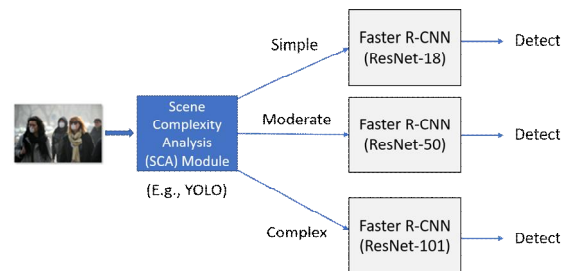 Simple
Faster R-CNN
(ResNet-18)
Detect
Scene
Complexity
Analysis
(SCA) Module
(E.g., YOLO)
Moderate
Faster R-CNN
(ResNet-50)
Detect
Complex
Faster R-CNN
(ResNet-101)
Detect